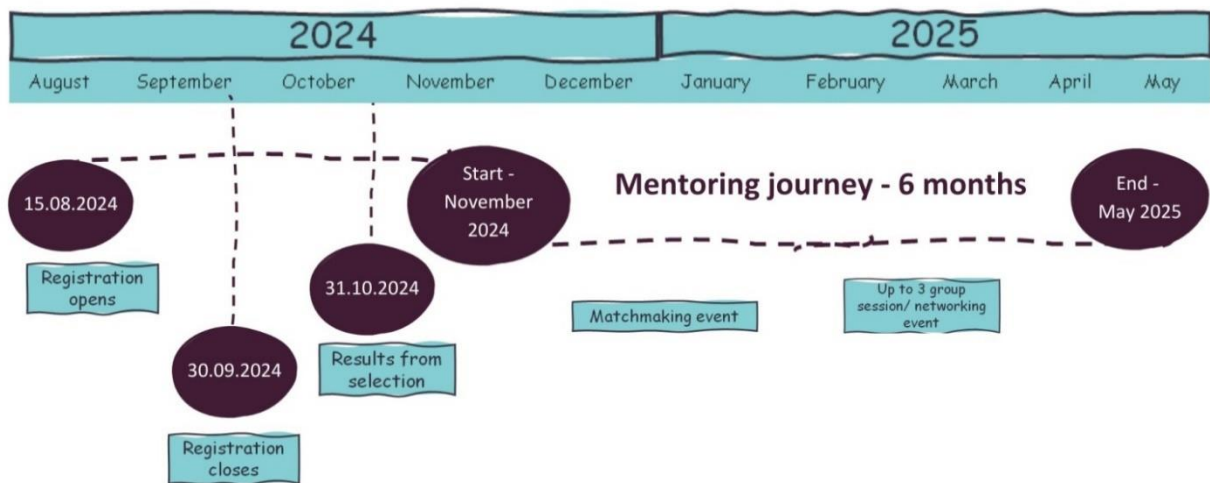 2024
2025
August
September
October
November
December
January
February
March
April
May
15.08.2024
Registration
opens
30.09.2024
Registration
closes
31.10.2024
Results from
selection
Start -
November
2024
Mentoring journey - 6 months
Matchmaking event
Up to 3 group
session/ networking
event
End -
May 2025